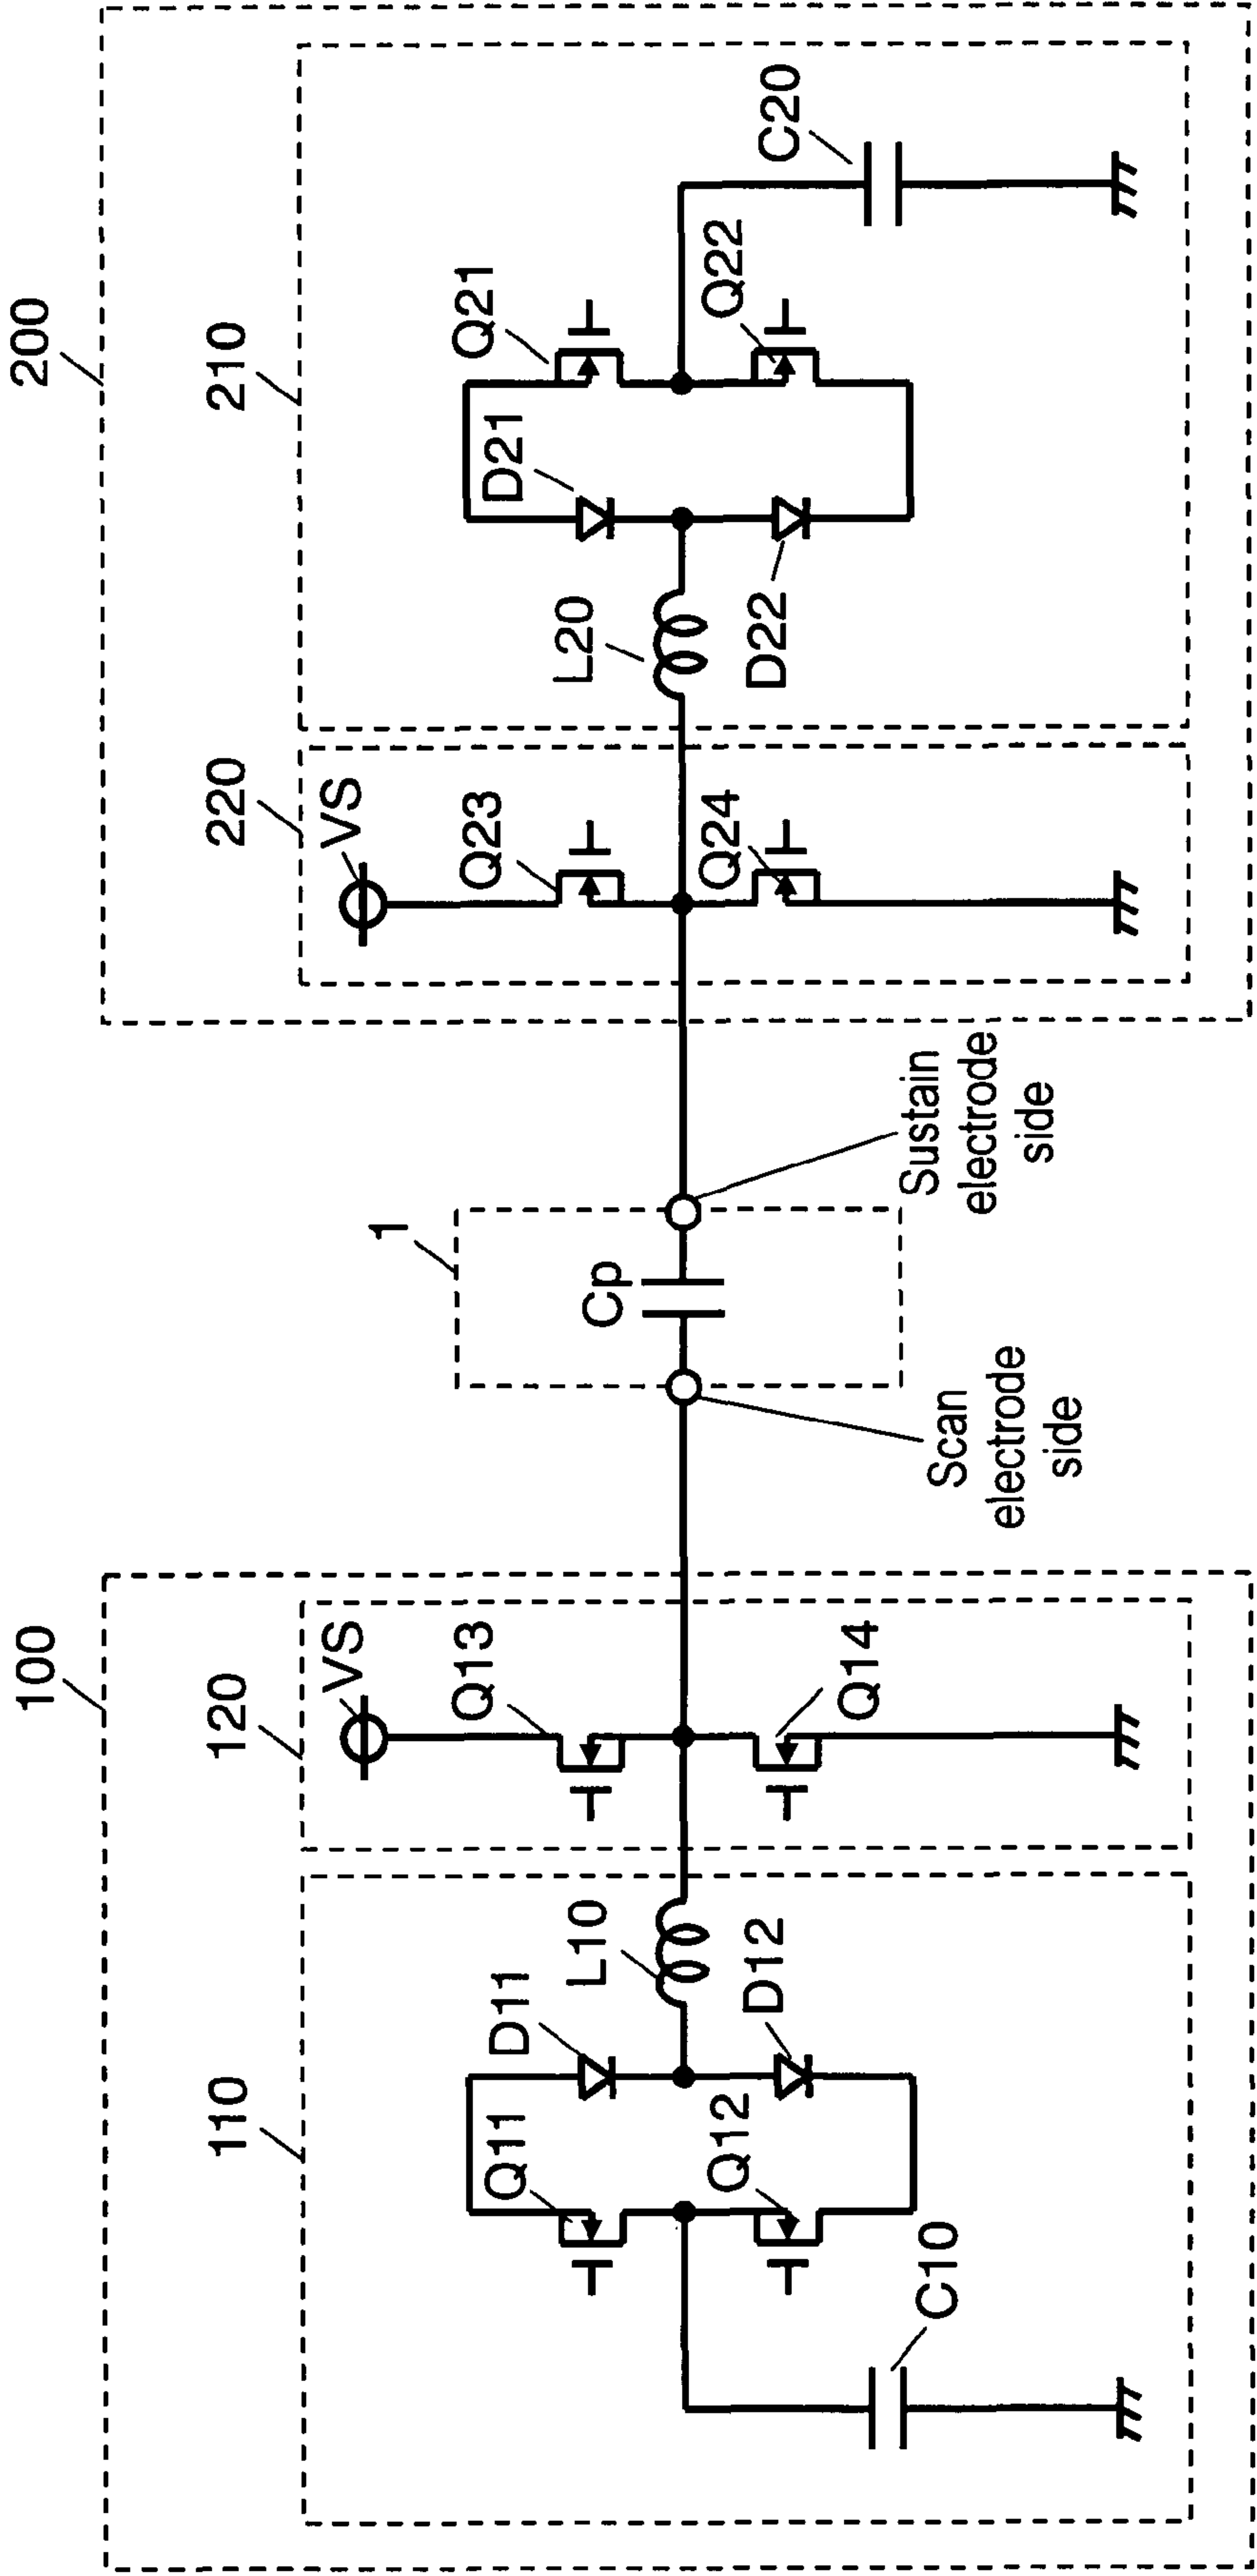 100
200
110
120
220
210
VS
VS
Q11
D11
L10
Q13
1
Cp
Q23
L20
D21
Q21
Q12
D12
Q14
Q24
D22
Q22
C10
C20
Scan
electrode
side
Sustain
electrode
side